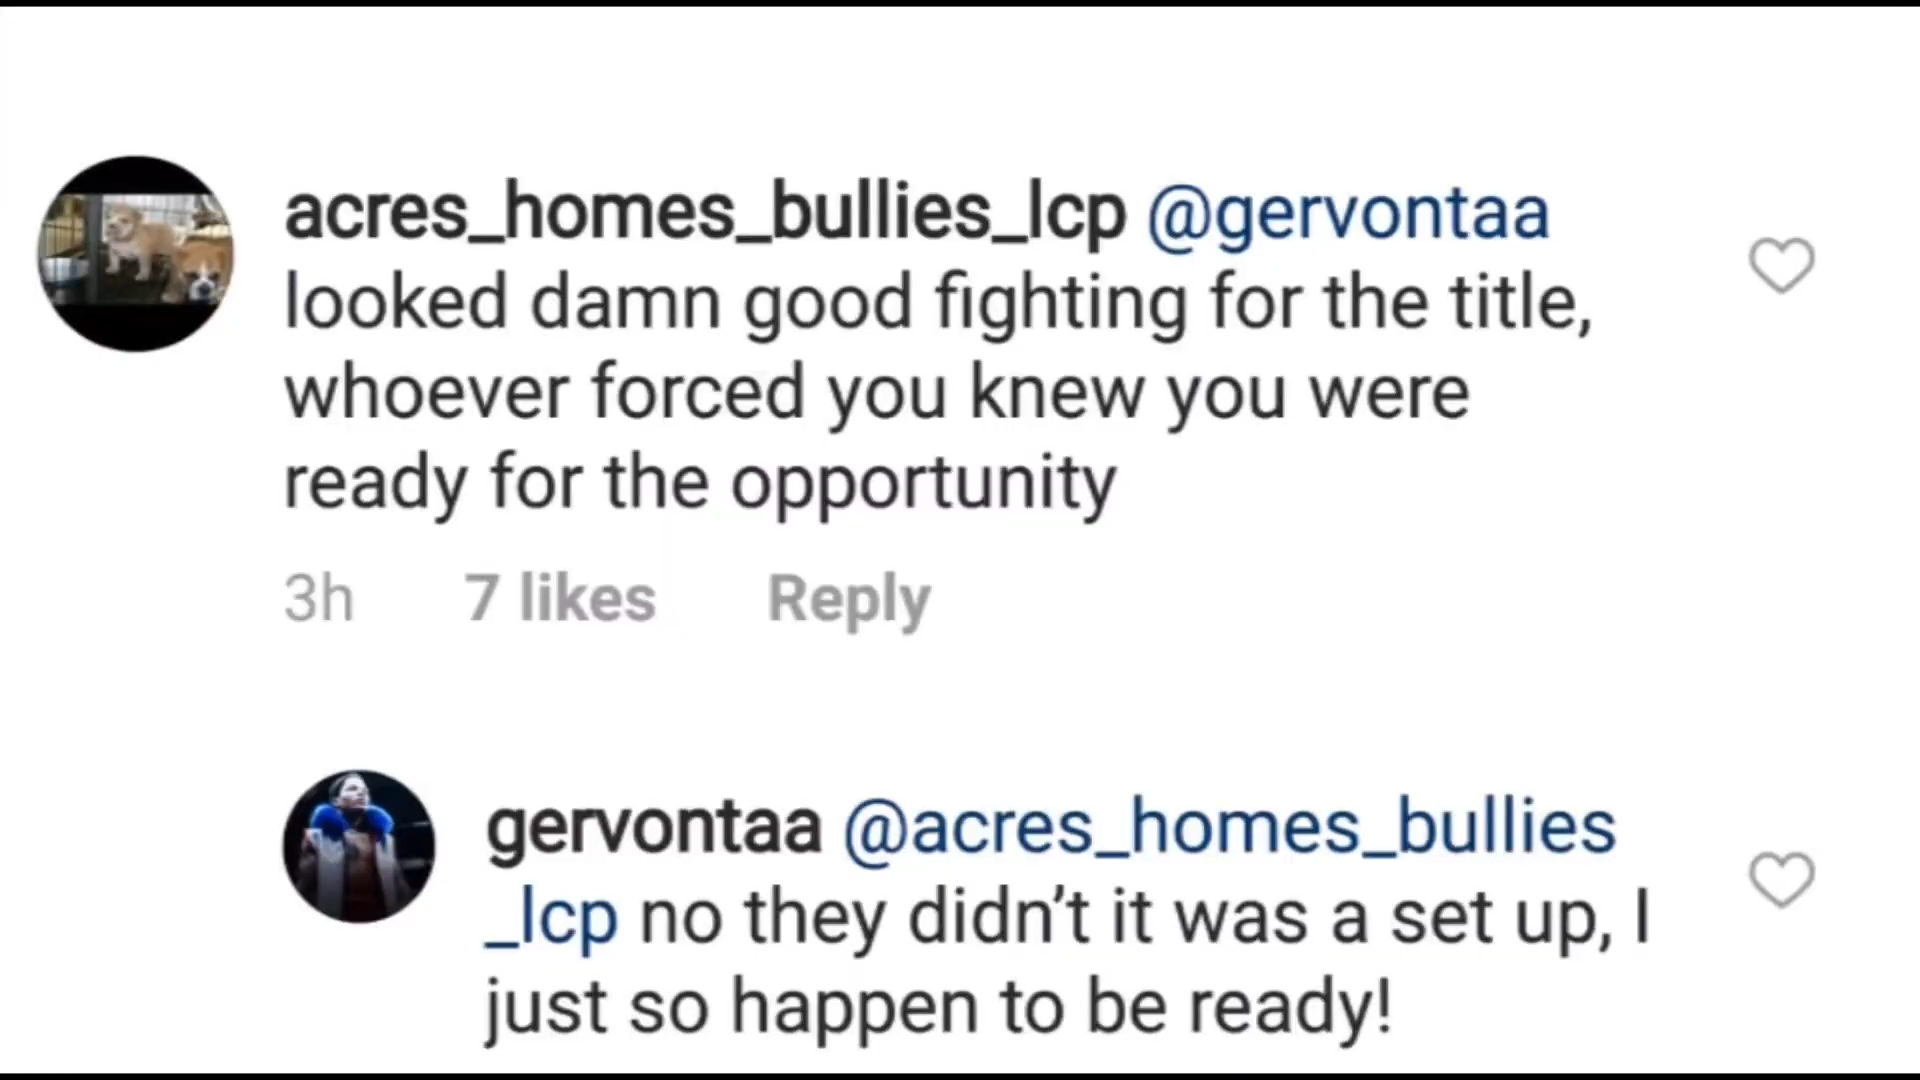 acres_homes_bullies_lcp @gervontaa
looked damn good fighting for the title,
whoever forced you knew you were
ready for the opportunity
3h 7 likes Reply
gervontaa @acres_homes_bullies
_lcp no they didn’t it was a set up, I
just so happen to be ready!